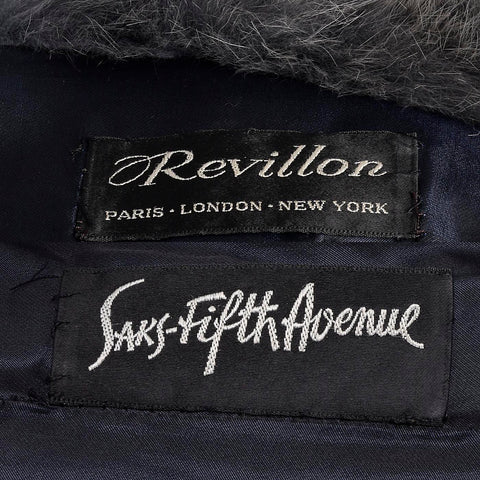 Revillon
PARIS · LONDON · NEW YORK
SAKS-Fifth Avenue